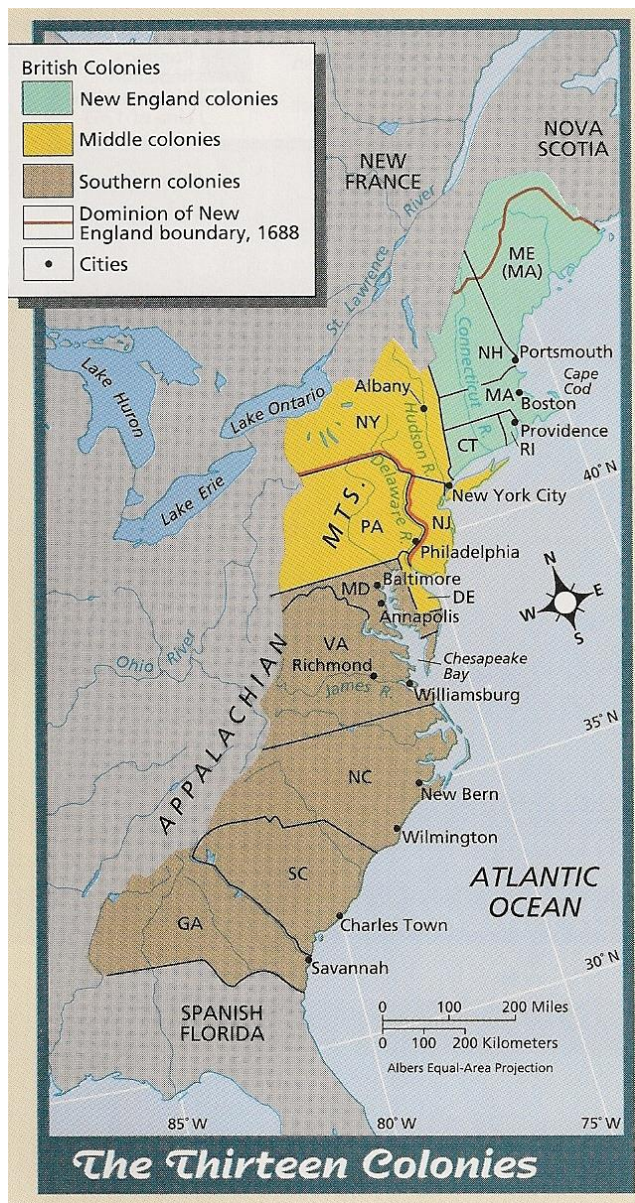 British Colonies
New England colonies
Middle colonies
Southern colonies
Dominion of New
England boundary, 1688
Cities
NOVA
SCOTIA
NEW
FRANCE
St. Lawrence River
ME
(MA)
Lake Huron
Lake Ontario
Lake Erie
Connecticut R.
NH
Portsmouth
Cape
Cod
Albany
MA
Boston
NY
Hudson R.
Providence
CT
RI
40° N
New York City
Delaware R.
MTS.
PA
NJ
Philadelphia
MD
Baltimore
DE
Annapolis
N
E
W
S
Ohio River
VA
Richmond
Chesapeake
Bay
James R.
Williamsburg
APPALACHIAN
35° N
NC
New Bern
Wilmington
SC
ATLANTIC
OCEAN
GA
Charles Town
Savannah
30° N
SPANISH
FLORIDA
0 100 200 Miles
0 100 200 Kilometers
Albers Equal-Area Projection
85° W
80° W
75° W
The Thirteen Colonies